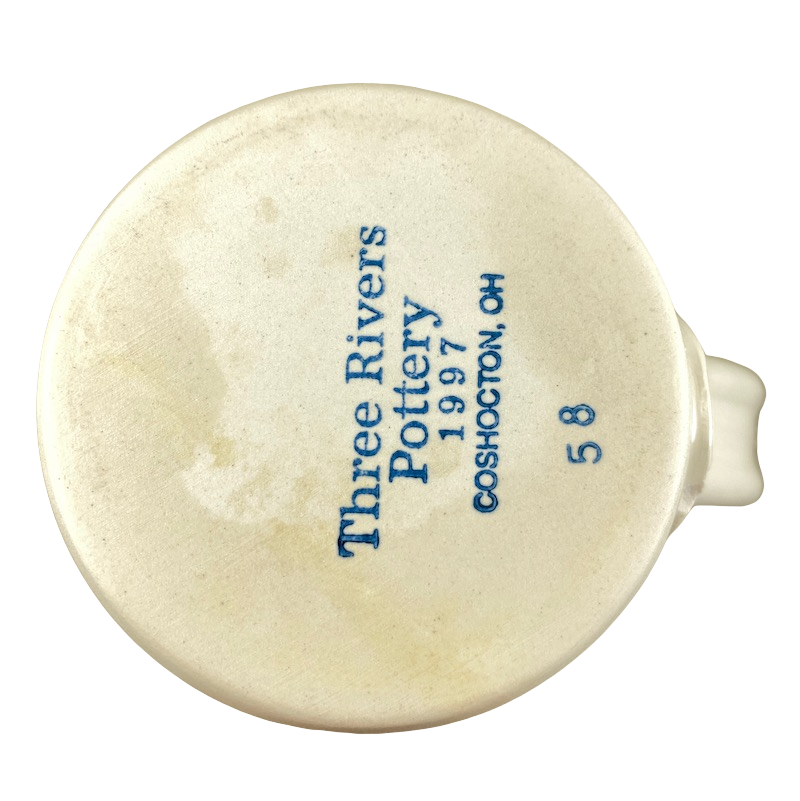 Three Rivers
Pottery
1997
COSHOCTON, OH
58